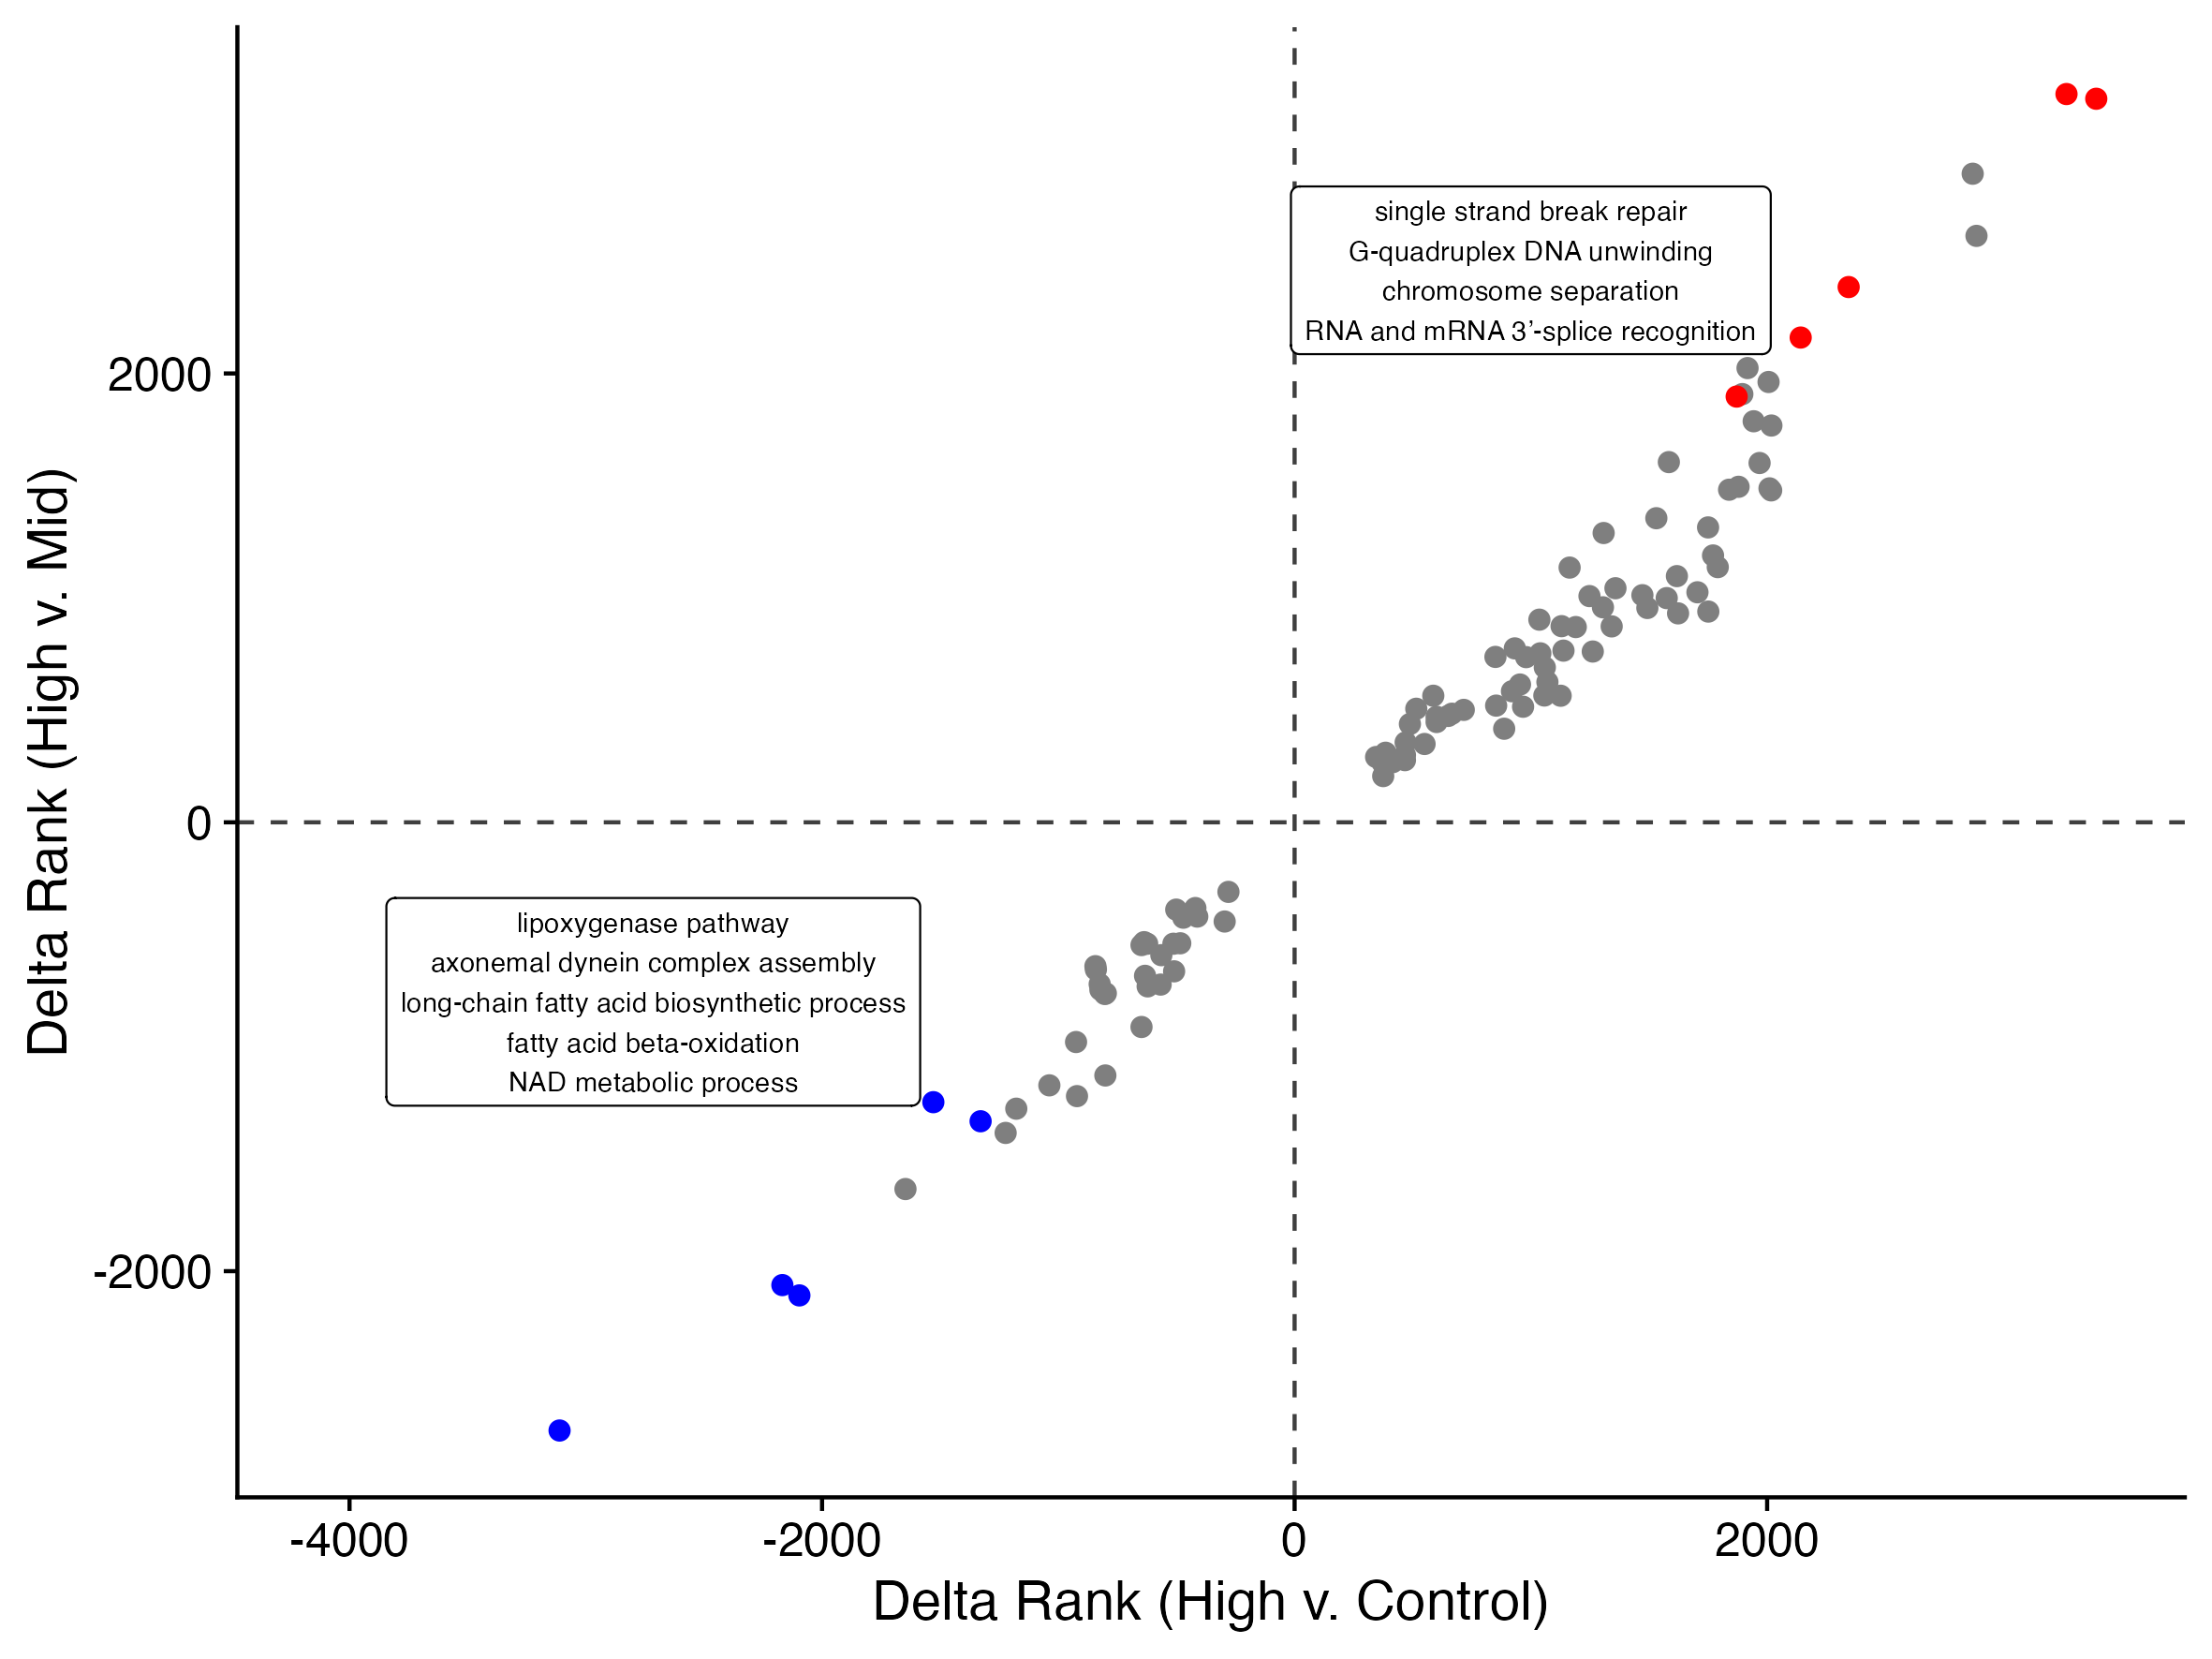 single strand break repair
G-quadruplex DNA unwinding
chromosome separation
RNA and mRNA 3’-splice recognition
2000
0
-2000
Delta Rank (High v. Mid)
lipoxygenase pathway
axonemal dynein complex assembly
long-chain fatty acid biosynthetic process
fatty acid beta-oxidation
NAD metabolic process
-4000
-2000
0
2000
Delta Rank (High v. Control)